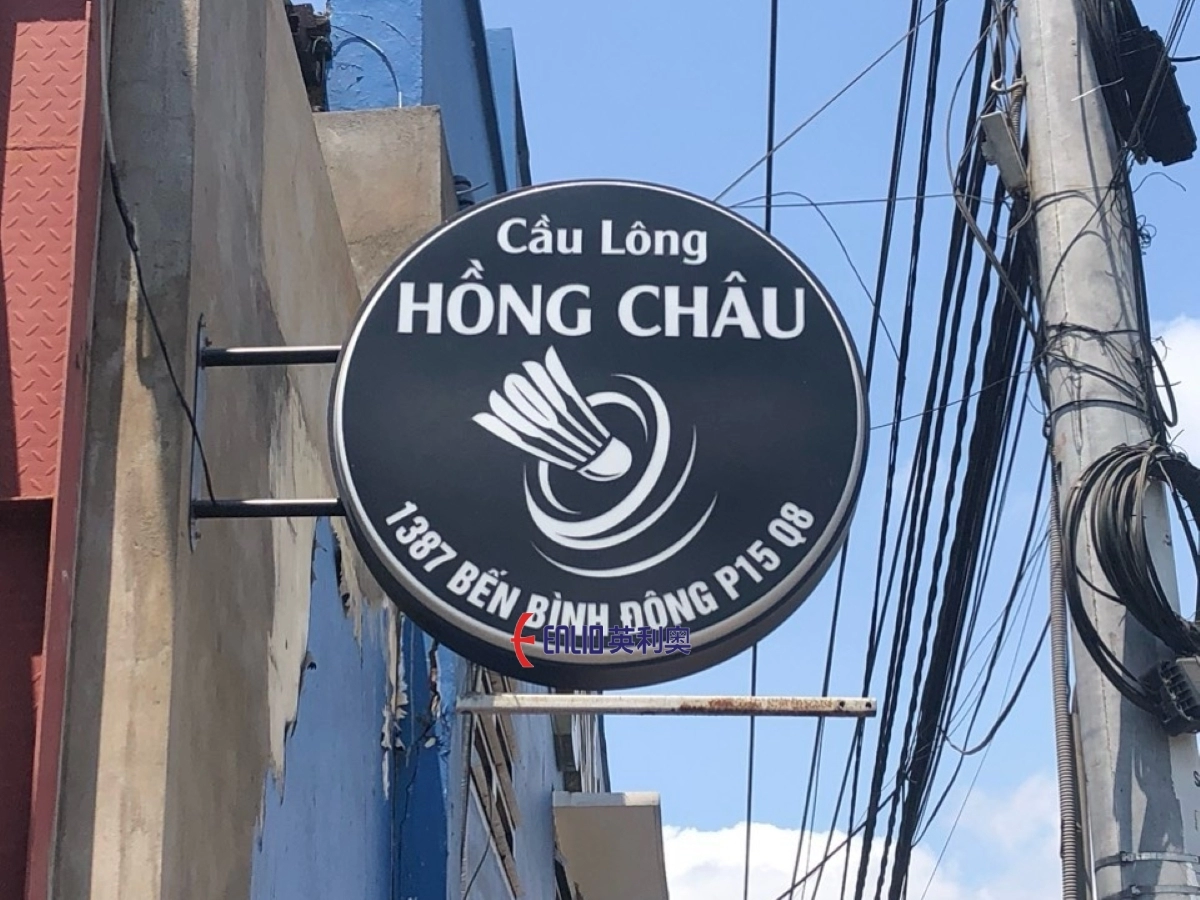 Cầu Lông
HỒNG CHÂU
1387 BẾN BÌNH ĐÔNG P15 Q8
ENLIO英利奥